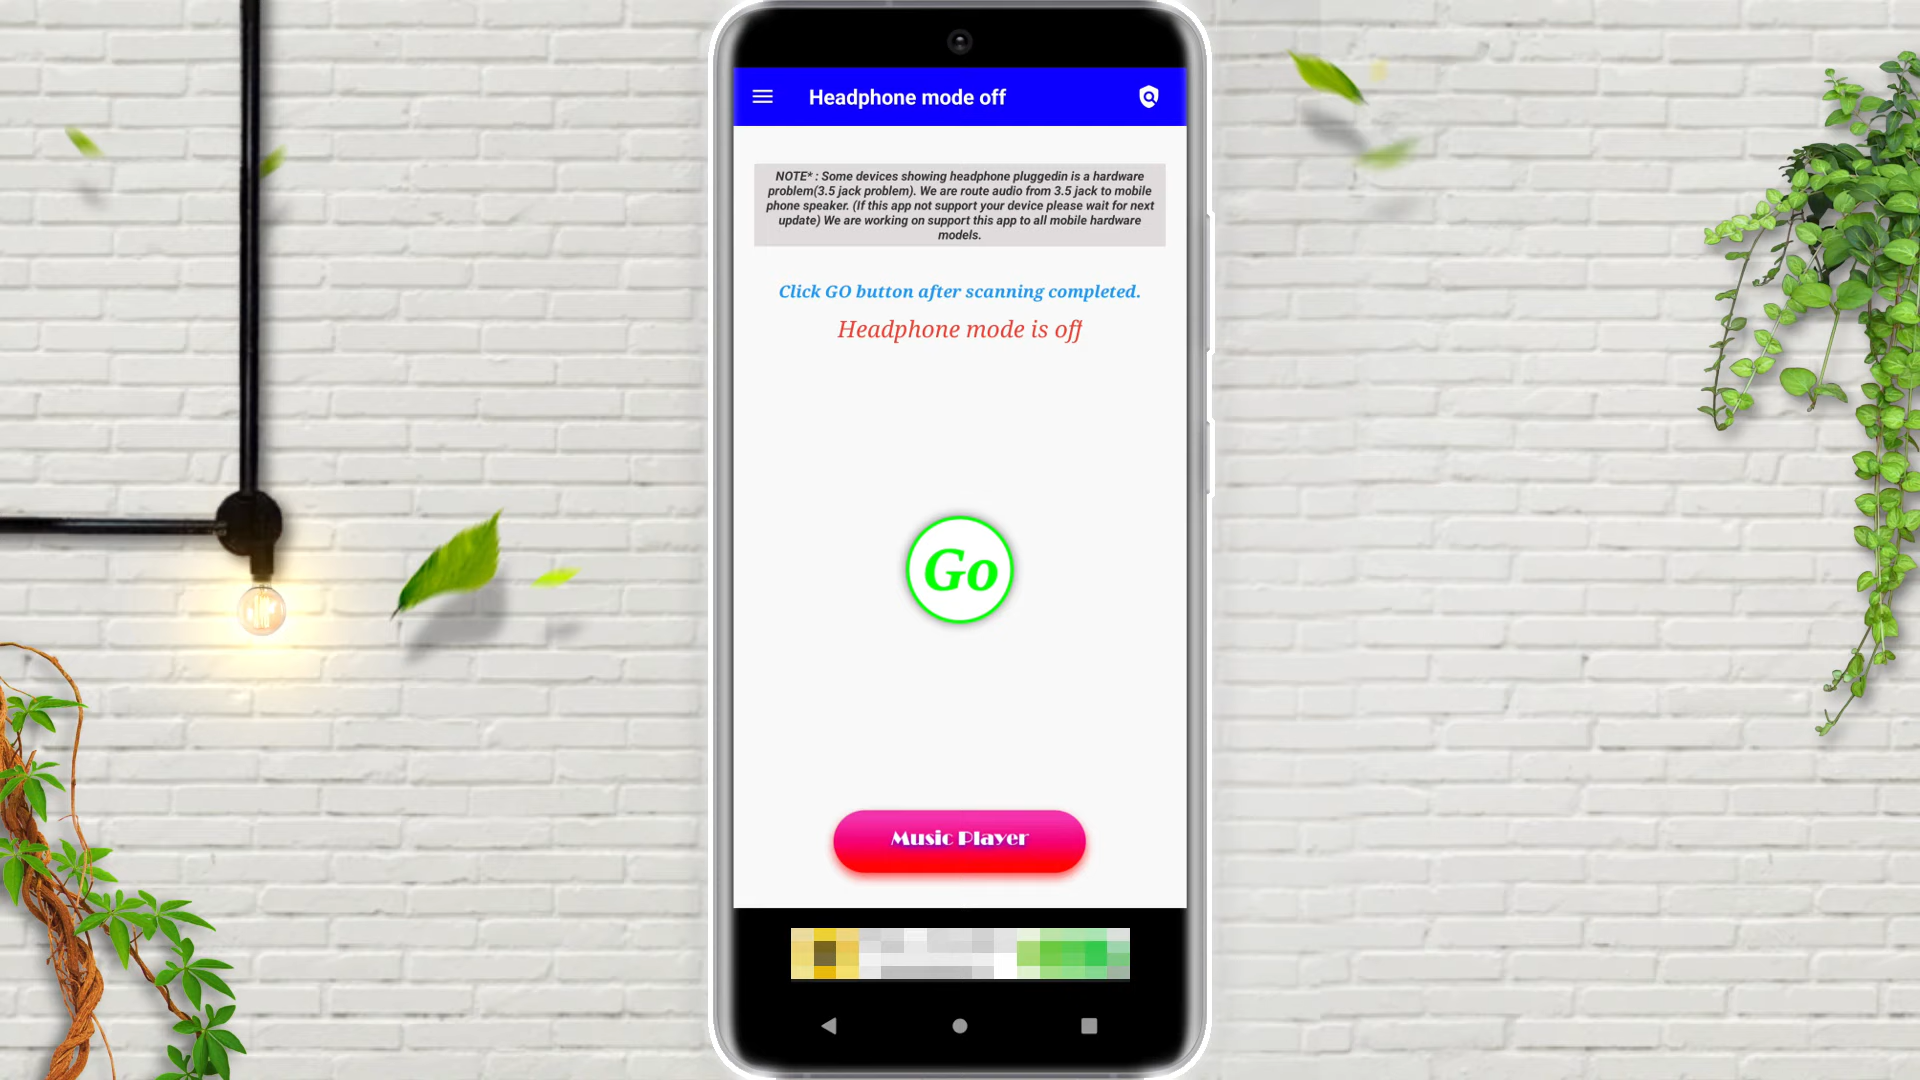 Headphone mode off
NOTE* : Some devices showing headphone pluggedin is a hardware
problem(3.5 jack problem). We are route audio from 3.5 jack to mobile
phone speaker. (If this app not support your device please wait for next
update) We are working on support this app to all mobile hardware
models.
Click GO button after scanning completed.
Headphone mode is off
Go
Music Player